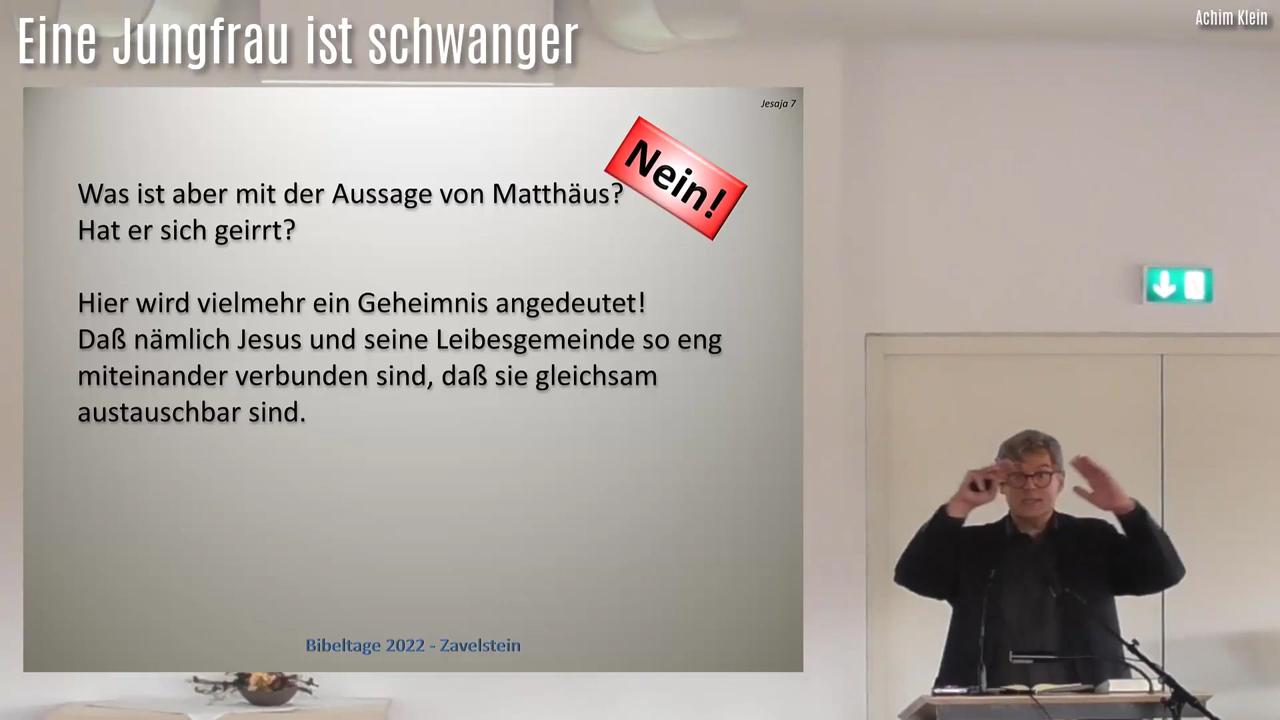 Eine Jungfrau ist schwanger
Achim Klein
Jesaja 7
Nein!
Was ist aber mit der Aussage von Matthäus?
Hat er sich geirrt?
Hier wird vielmehr ein Geheimnis angedeutet!
Daß nämlich Jesus und seine Leibesgemeinde so eng
miteinander verbunden sind, daß sie gleichsam
austauschbar sind.
Bibeltage 2022 - Zavelstein